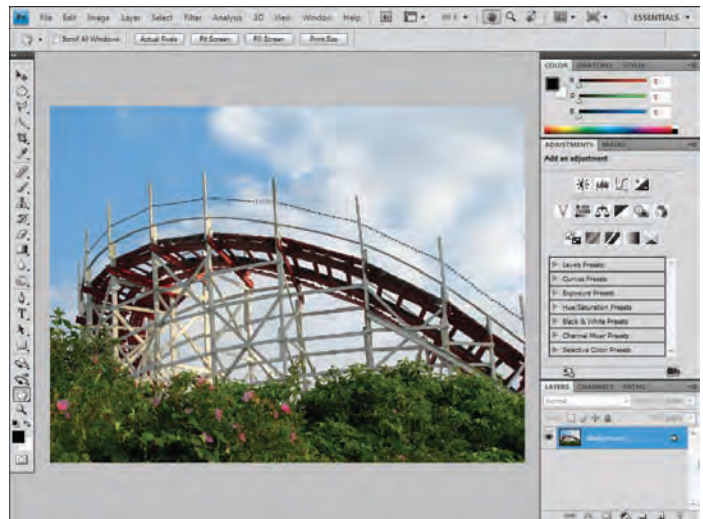 Ps File Edit Image Layer Select Filter Analysis 3D View Window Help ESSENTIALS
Scroll All Windows Actual Pixels Fit Screen Fill Screen Print Size
COLOR SWATCHES STYLES
ADJUSTMENTS MASKS
Add an adjustment
Levels Presets
Curves Presets
Exposure Presets
Hue/Saturation Presets
Black & White Presets
Channel Mixer Presets
Selective Color Presets
LAYERS CHANNELS PATHS
Normal
Background